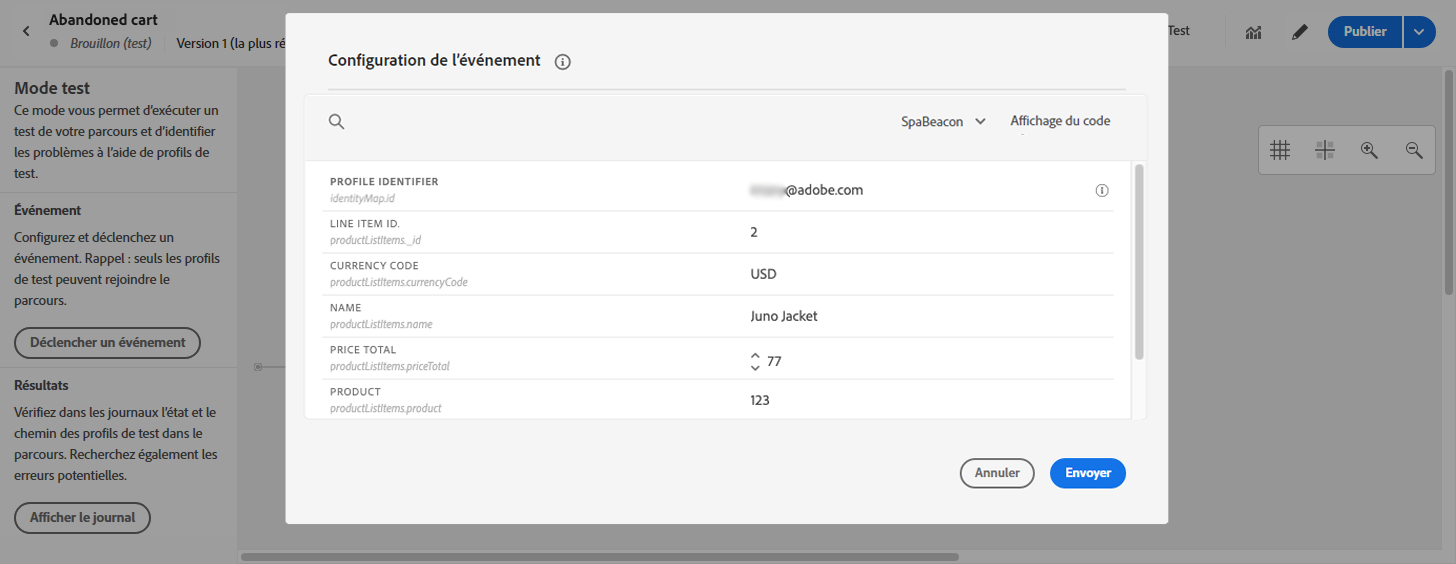 Abandoned cart
Brouillon (test)
Version 1 (la plus ré
Test
Publier
Mode test
Ce mode vous permet d’exécuter un
test de votre parcours et d’identifier
les problèmes à l’aide de profils de
test.
Événement
Configurez et déclenchez un
événement. Rappel : seuls les profils
de test peuvent rejoindre le
parcours.
Déclencher un événement
Résultats
Vérifiez dans les journaux l’état et le
chemin des profils de test dans le
parcours. Recherchez également les
erreurs potentielles.
Afficher le journal
Configuration de l’événement
SpaBeacon
Affichage du code
PROFILE IDENTIFIER
identityMap.id
@adobe.com
LINE ITEM ID.
productListItems._id
2
CURRENCY CODE
productListItems.currencyCode
USD
NAME
productListItems.name
Juno Jacket
PRICE TOTAL
productListItems.priceTotal
77
PRODUCT
productListItems.product
123
Annuler
Envoyer